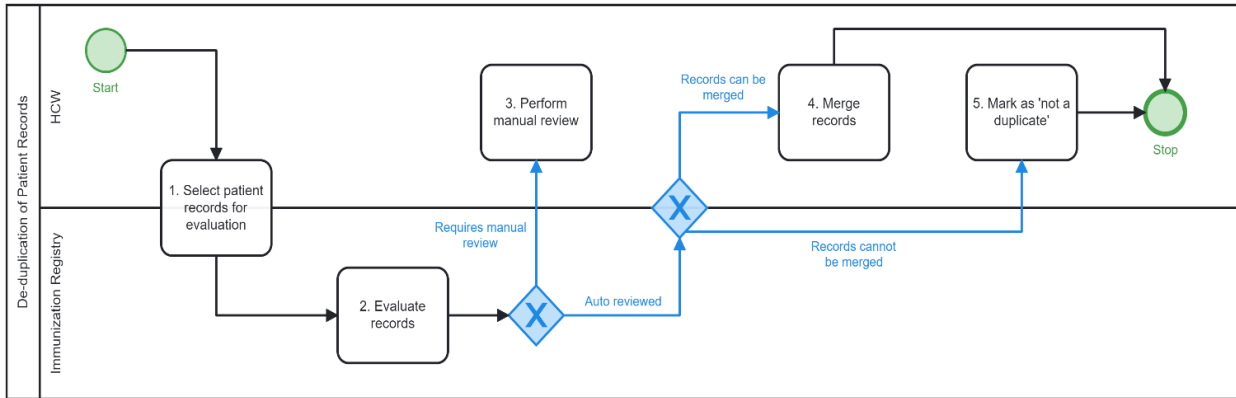 De-duplication of Patient Records
HCW
Immunization Registry
Start
1. Select patient
records for
evaluation
2. Evaluate
records
3. Perform
manual review
Requires manual
review
X
Auto reviewed
X
Records can be
merged
4. Merge
records
Records cannot
be merged
5. Mark as 'not a
duplicate'
Stop